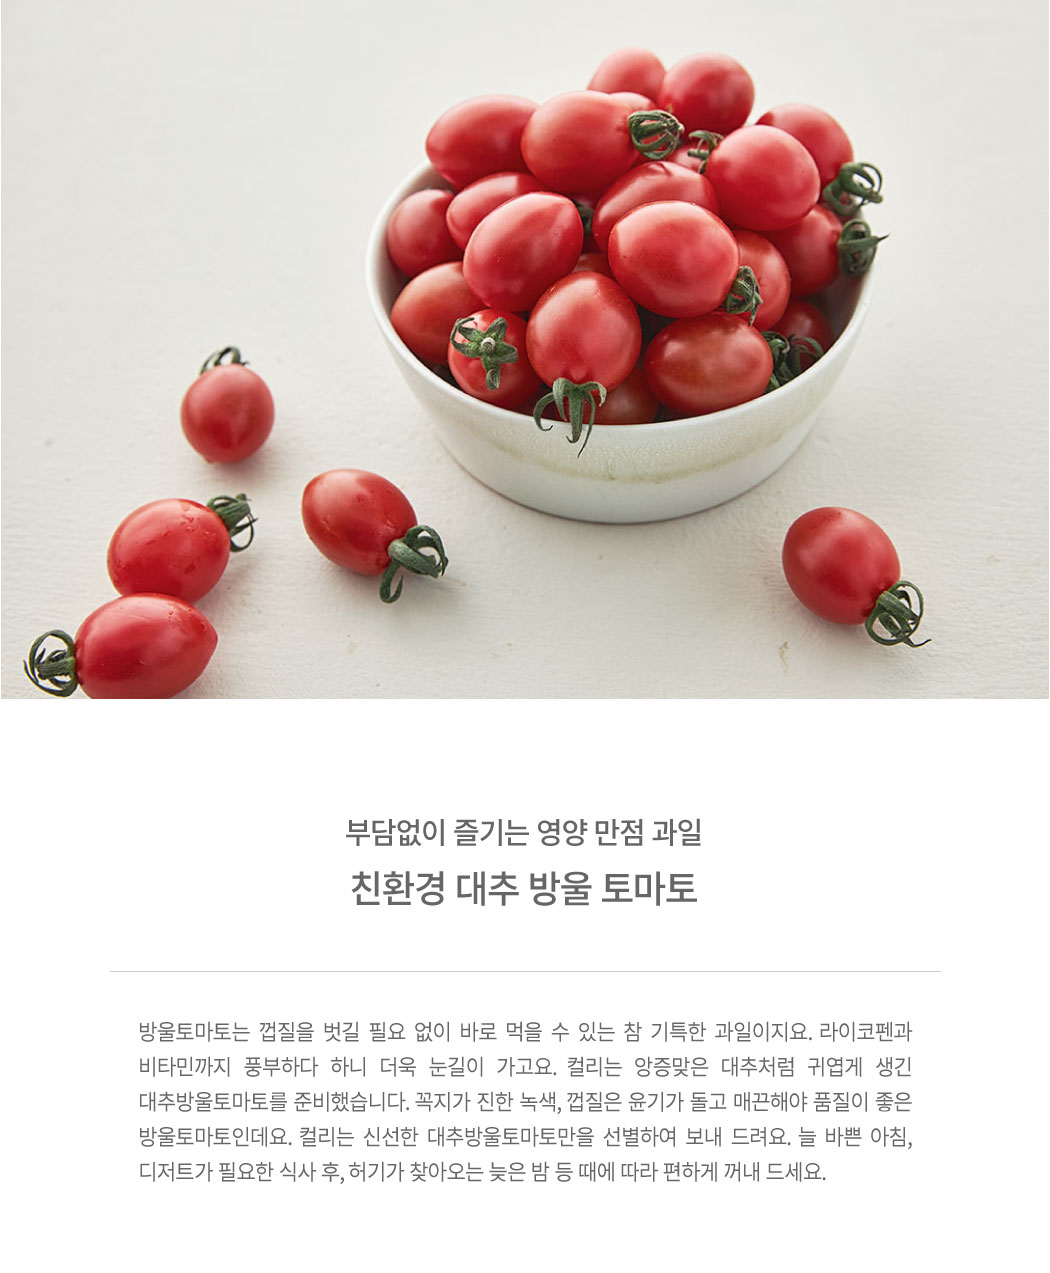 부담없이 즐기는 영양 만점 과일
친환경 대추 방울 토마토
방울토마토는 껍질을 벗길 필요 없이 바로 먹을 수 있는 참 기특한 과일이지요. 라이코펜과
비타민까지 풍부하다 하니 더욱 눈길이 가고요. 컬리는 앙증맞은 대추처럼 귀엽게 생긴
대추방울토마토를 준비했습니다. 꼭지가 진한 녹색, 껍질은 윤기가 돌고 매끈해야 품질이 좋은
방울토마토인데요. 컬리는 신선한 대추방울토마토만을 선별하여 보내 드려요. 늘 바쁜 아침,
디저트가 필요한 식사 후, 허기가 찾아오는 늦은 밤 등 때에 따라 편하게 꺼내 드세요.